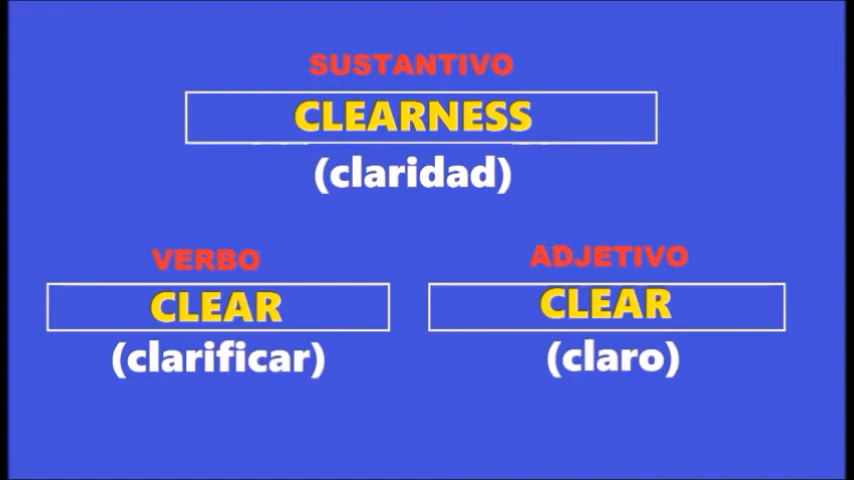 SUSTANTIVO
CLEARNESS
(claridad)
VERBO
CLEAR
(clarificar)
ADJETIVO
CLEAR
(claro)